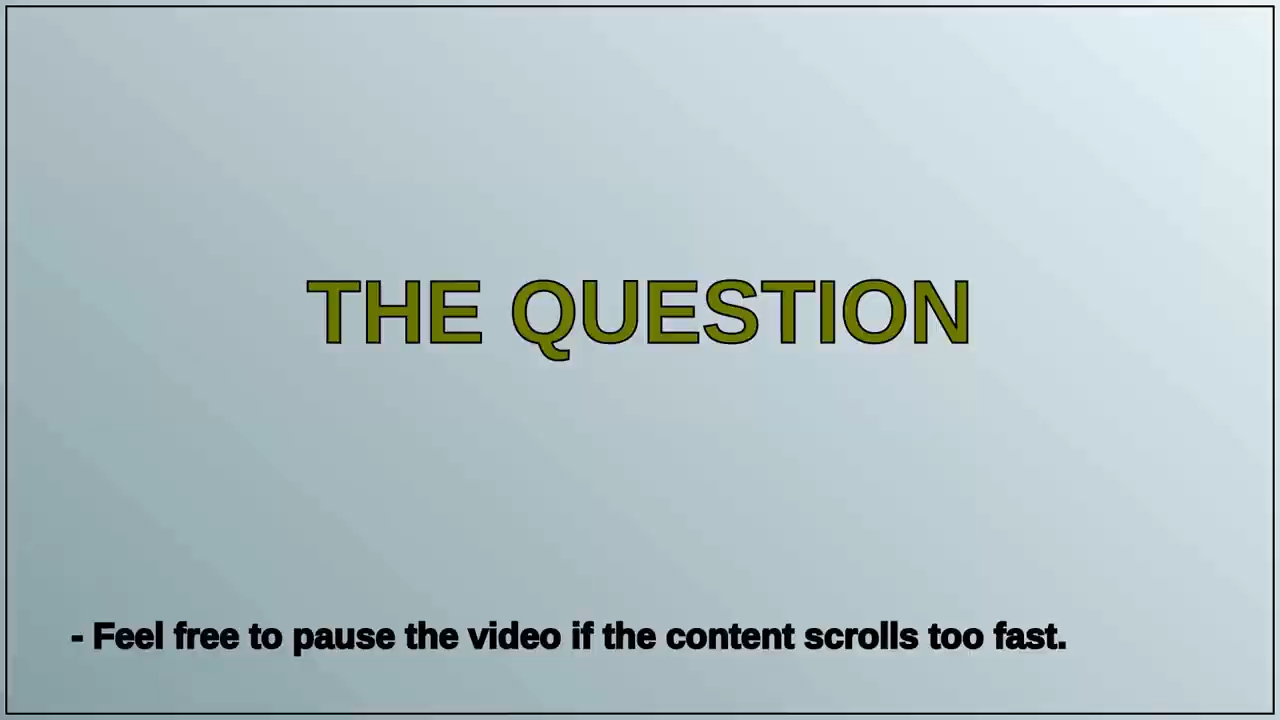 THE QUESTION
- Feel free to pause the video if the content scrolls too fast.